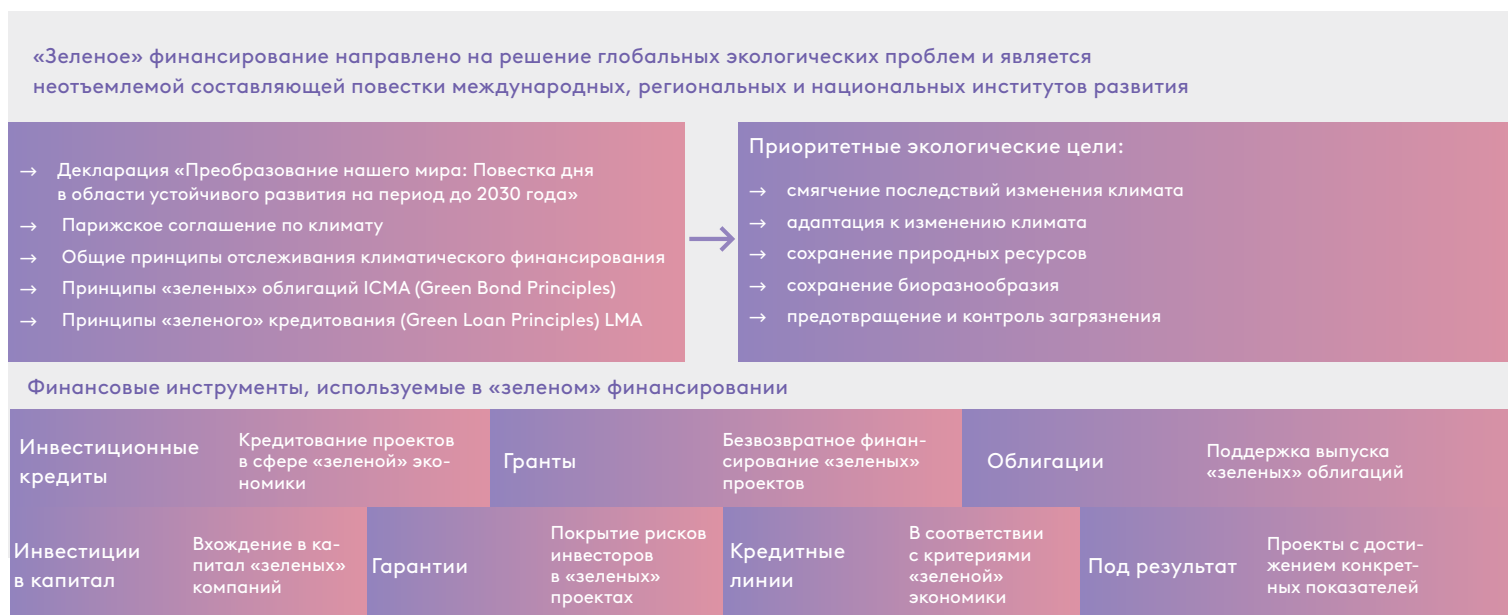 «Зеленое» финансирование направлено на решение глобальных экологических проблем и является
неотъемлемой составляющей повестки международных, региональных и национальных институтов развития
→ Декларация «Преобразование нашего мира: Повестка дня
в области устойчивого развития на период до 2030 года»
→ Парижское соглашение по климату
→ Общие принципы отслеживания климатического финансирования
→ Принципы «зеленых» облигаций ICMA (Green Bond Principles)
→ Принципы «зеленого» кредитования (Green Loan Principles) LMA
Приоритетные экологические цели:
→ смягчение последствий изменения климата
→ адаптация к изменению климата
→ сохранение природных ресурсов
→ сохранение биоразнообразия
→ предотвращение и контроль загрязнения
Финансовые инструменты, используемые в «зеленом» финансировании
Инвестиционные
кредиты
Кредитование проектов
в сфере «зеленой» эко-
номики
Гранты
Безвозвратное финан-
сирование «зеленых»
проектов
Облигации
Поддержка выпуска
«зеленых» облигаций
Инвестиции
в капитал
Вхождение в ка-
питал «зеленых»
компаний
Гарантии
Покрытие рисков
инвесторов
в «зеленых»
проектах
Кредитные
линии
В соответствии
с критериями
«зеленой»
экономики
Под результат
Проекты с дости-
жением конкрет-
ных показателей